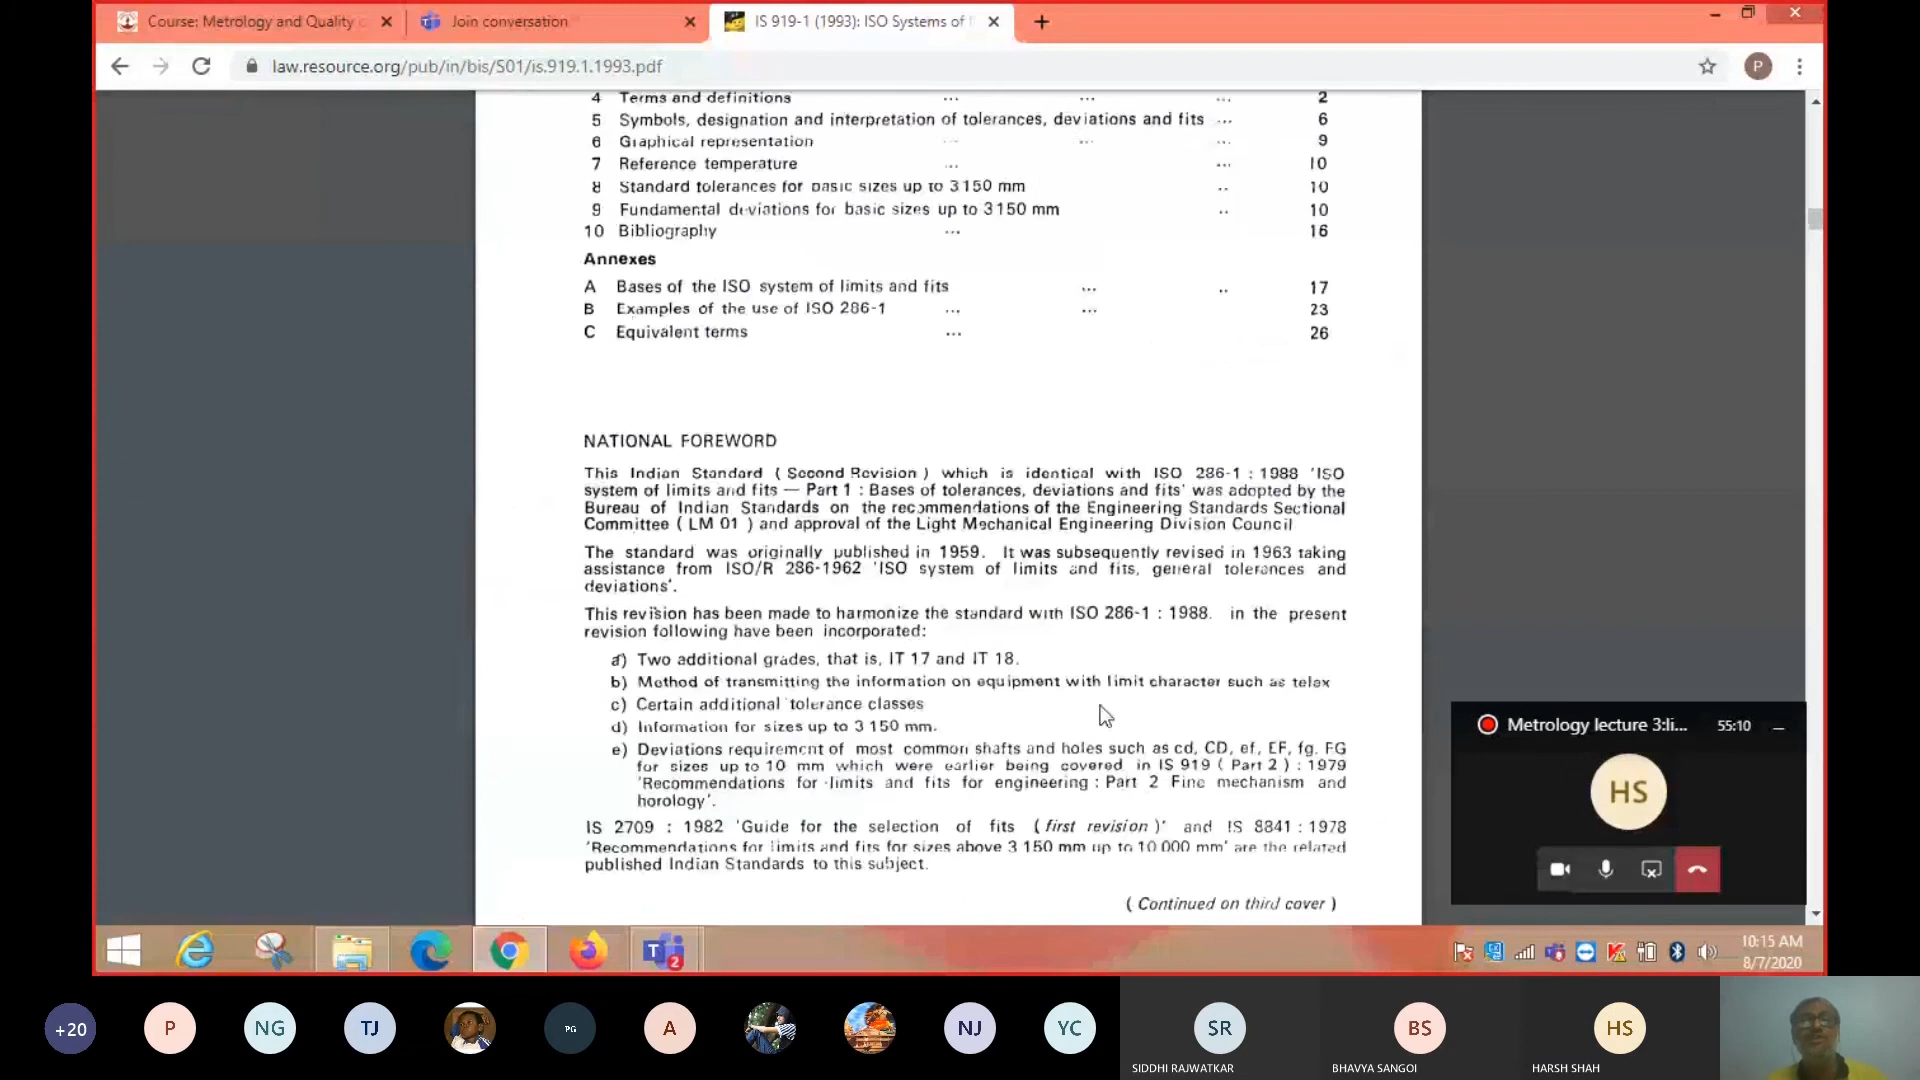 Course: Metrology and Quality c
Join conversation
IS 919-1 (1993): ISO Systems of
law.resource.org/pub/in/bis/S01/is.919.1.1993.pdf
P
4 Terms and definitions ... ... ... 2
5 Symbols, designation and interpretation of tolerances, deviations and fits ... 6
6 Graphical representation ... ... ... 9
7 Reference temperature ... ... 10
8 Standard tolerances for basic sizes up to 3150 mm .. 10
9 Fundamental deviations for basic sizes up to 3150 mm .. 10
10 Bibliography ... 16
Annexes
A Bases of the ISO system of limits and fits ... .. 17
B Examples of the use of ISO 286-1 ... ... 23
C Equivalent terms ... 26
NATIONAL FOREWORD
This Indian Standard ( Second Revision ) which is identical with ISO 286-1 : 1988 'ISO
system of limits and fits — Part 1 : Bases of tolerances, deviations and fits' was adopted by the
Bureau of Indian Standards on the recommendations of the Engineering Standards Sectional
Committee ( LM 01 ) and approval of the Light Mechanical Engineering Division Council
The standard was originally published in 1959. It was subsequently revised in 1963 taking
assistance from ISO/R 286-1962 'ISO system of limits and fits, general tolerances and
deviations'.
This revision has been made to harmonize the standard with ISO 286-1 : 1988. in the present
revision following have been incorporated:
a) Two additional grades, that is, IT 17 and IT 18.
b) Method of transmitting the information on equipment with limit character such as telex
c) Certain additional tolerance classes
d) Information for sizes up to 3 150 mm.
e) Deviations requirement of most common shafts and holes such as cd, CD, ef, EF, fg. FG
for sizes up to 10 mm which were earlier being covered in IS 919 ( Part 2 ) : 1979
'Recommendations for limits and fits for engineering : Part 2 Fine mechanism and
horology'.
IS 2709 : 1982 'Guide for the selection of fits ( first revision )' and IS 8841 : 1978
'Recommendations for limits and fits for sizes above 3 150 mm up to 10 000 mm' are the related
published Indian Standards to this subject.
( Continued on third cover )
Metrology lecture 3:li... 55:10
HS
2
10:15 AM
8/7/2020
+20
P
NG
TJ
PG
A
NJ
YC
SR
BS
HS
SIDDHI RAJWATKAR
BHAVYA SANGOI
HARSH SHAH